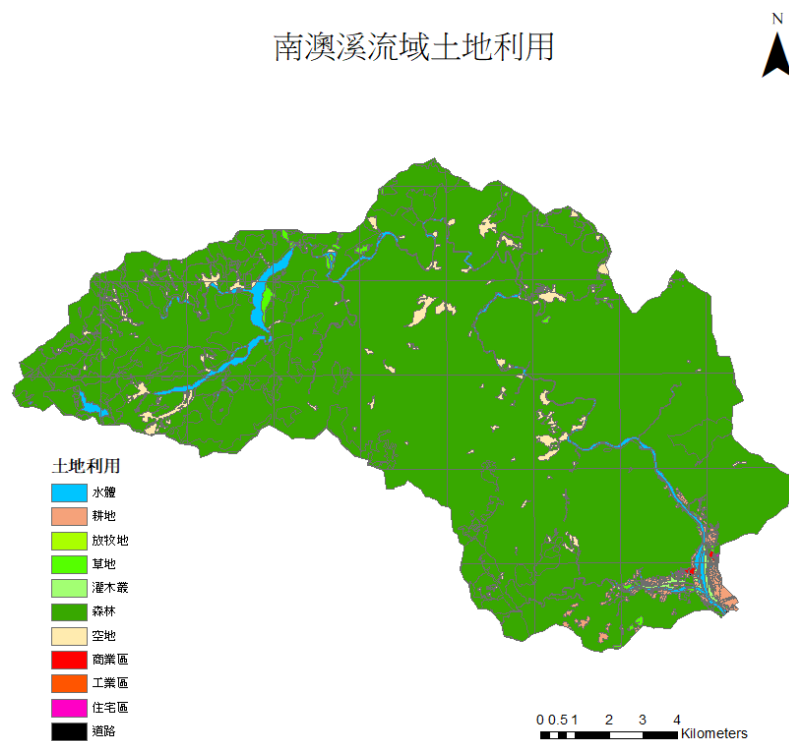 南澳溪流域土地利用
N
土地利用
水體
耕地
放牧地
草地
灌木叢
森林
空地
商業區
工業區
住宅區
道路
0 0.5 1 2 3 4
Kilometers